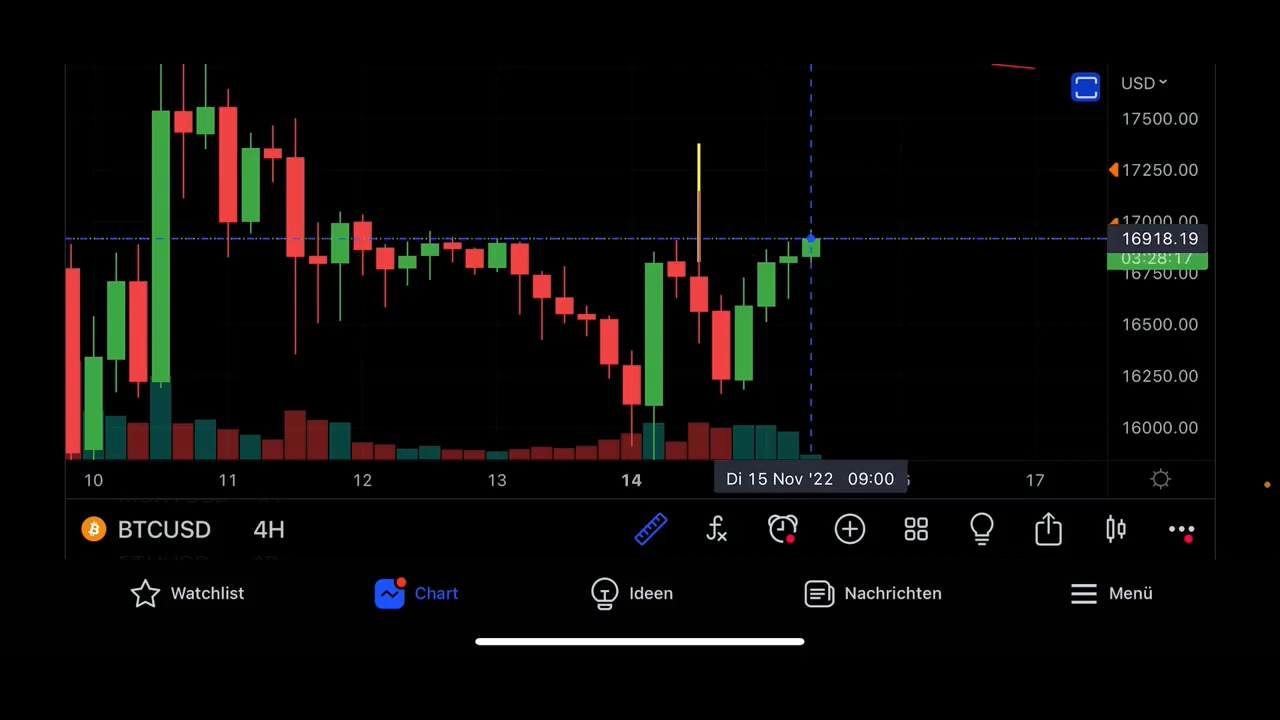 USD
17500.00
17250.00
17000.00
16918.19
03:28:17
16750.00
16500.00
16250.00
16000.00
10 11 12 13 14 Di 15 Nov '22 09:00 17
BTCUSD 4H
Watchlist Chart Ideen Nachrichten Menü